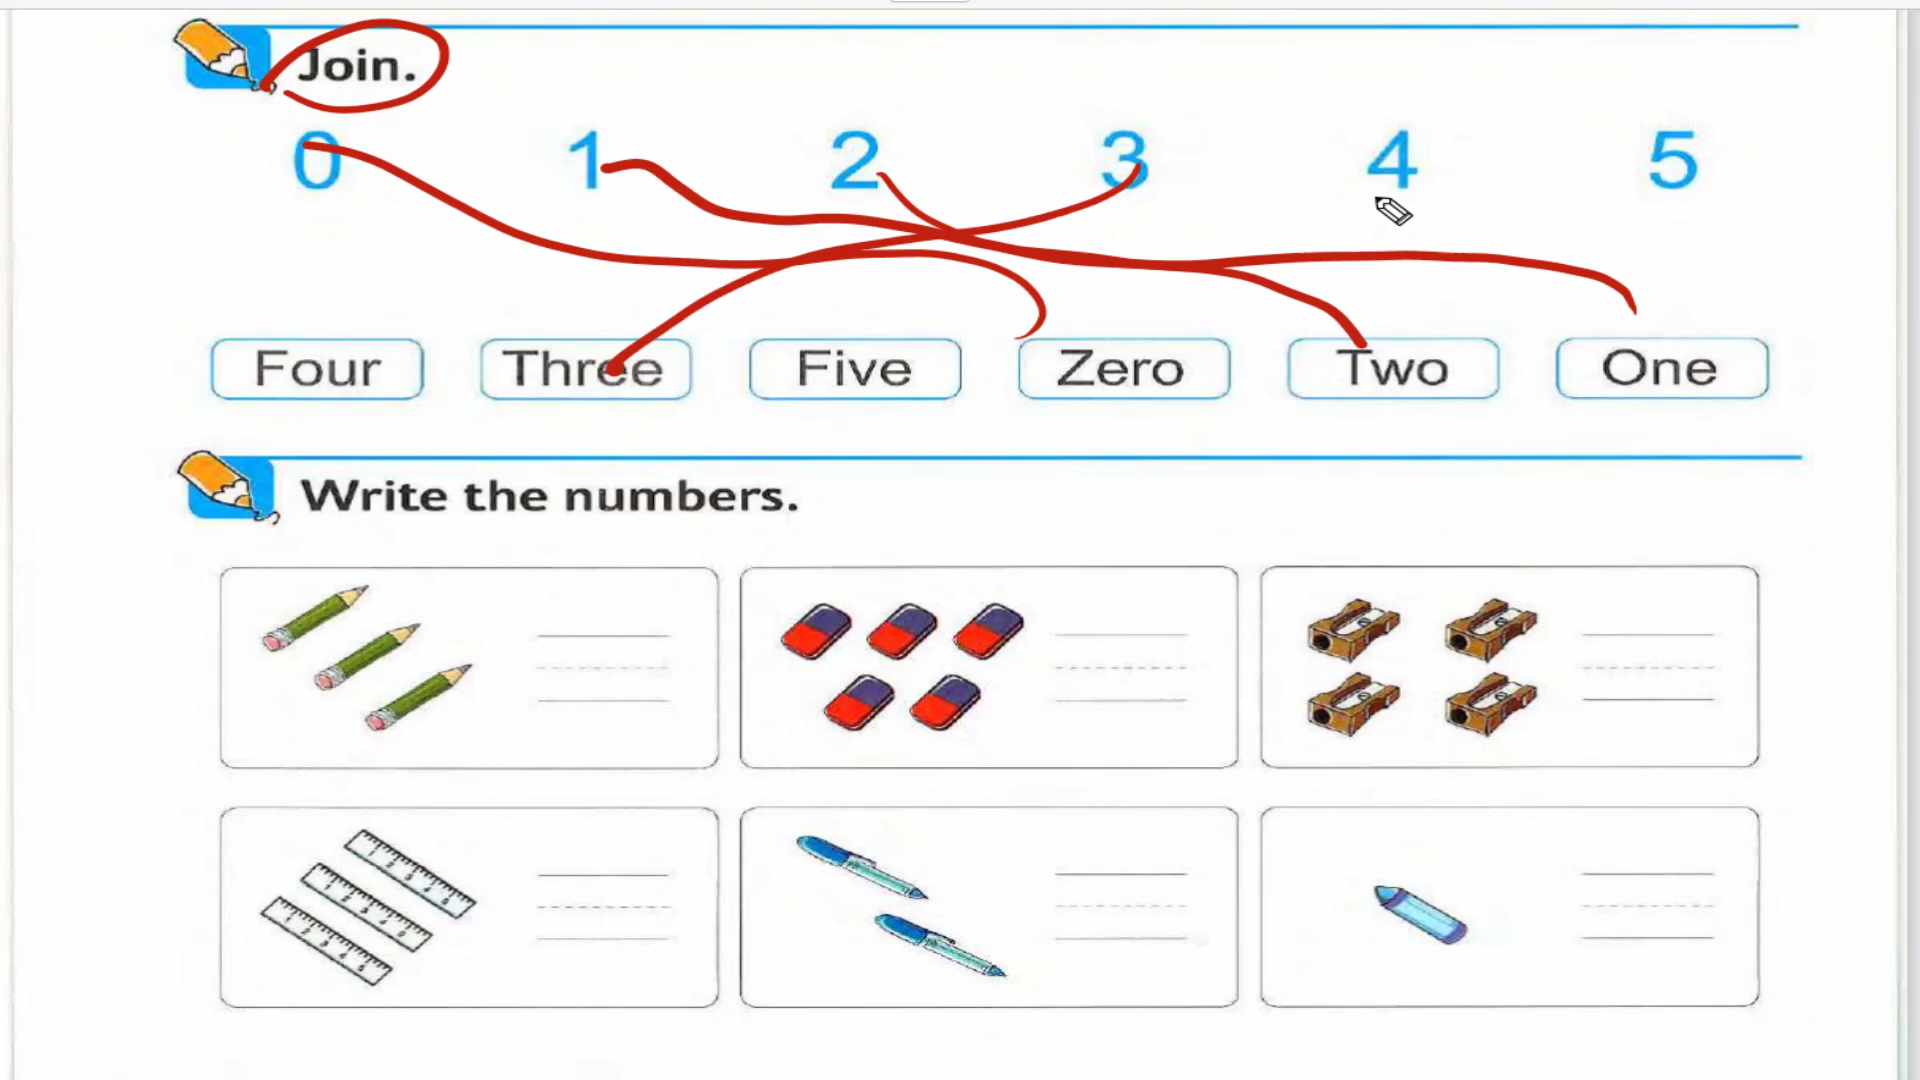 Join.
0 1 2 3 4 5
Four Three Five Zero Two One
Write the numbers.